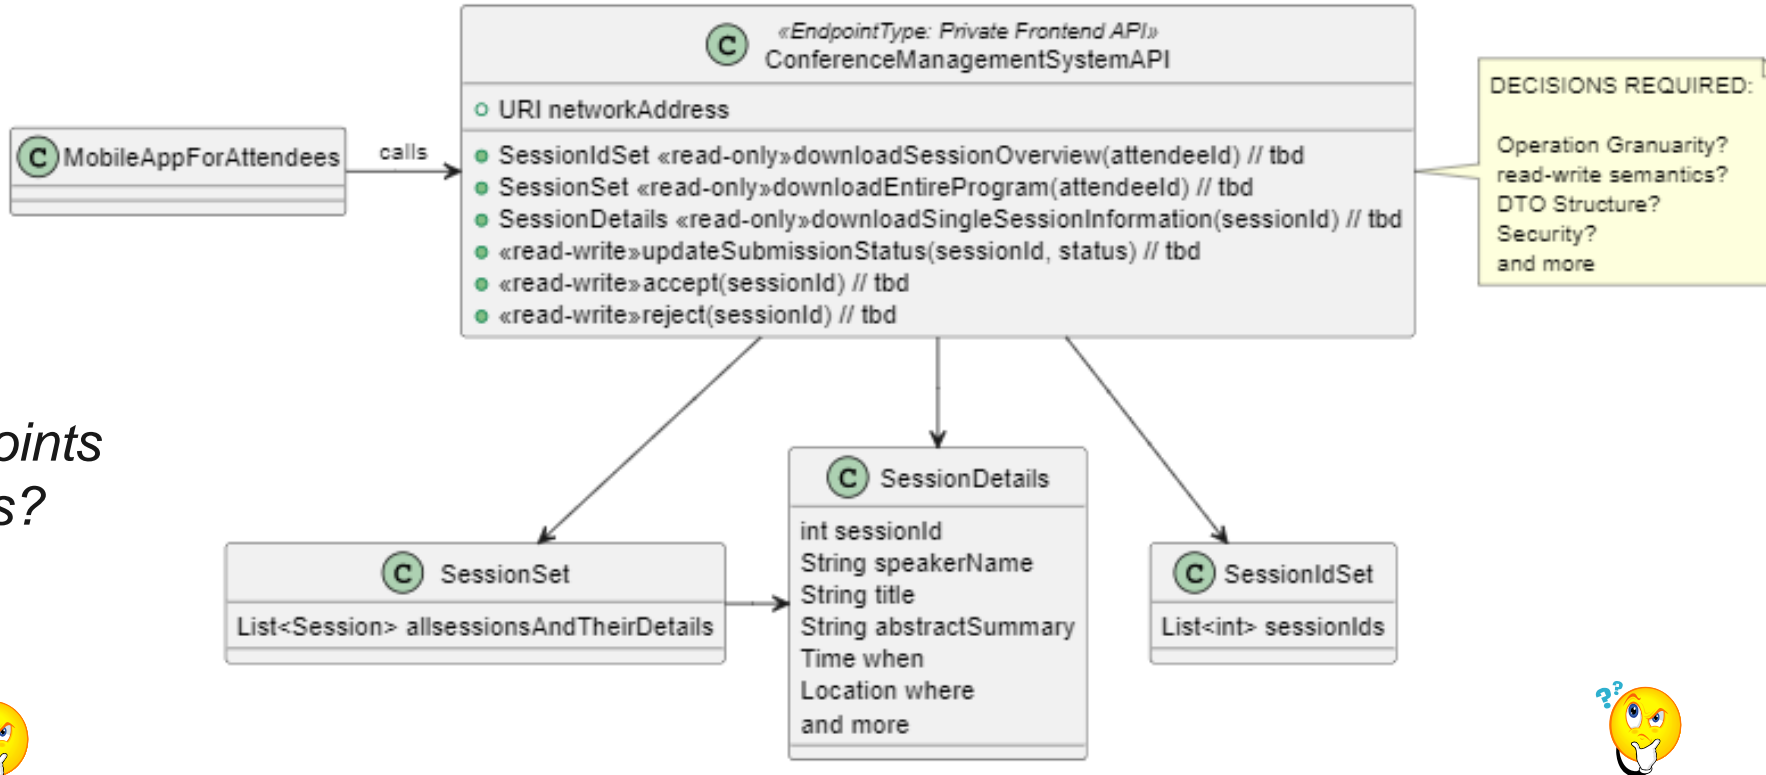 «EndpointType: Private Frontend API»
C ConferenceManagementSystemAPI
URI networkAddress
SessionIdSet «read-only»downloadSessionOverview(attendeeId) // tbd
SessionSet «read-only»downloadEntireProgram(attendeeId) // tbd
SessionDetails «read-only»downloadSingleSessionInformation(sessionId) // tbd
«read-write»updateSubmissionStatus(sessionId, status) // tbd
«read-write»accept(sessionId) // tbd
«read-write»reject(sessionId) // tbd
C MobileAppForAttendees
calls
DECISIONS REQUIRED:
Operation Granuarity?
read-write semantics?
DTO Structure?
Security?
and more
oints
s?
C SessionSet
List<Session> allsessionsAndTheirDetails
C SessionDetails
int sessionId
String speakerName
String title
String abstractSummary
Time when
Location where
and more
C SessionIdSet
List<int> sessionIds
??